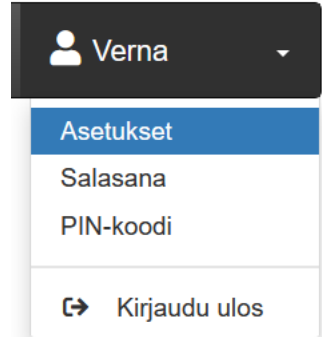 Verna
Asetukset
Salasana
PIN-koodi
Kirjaudu ulos